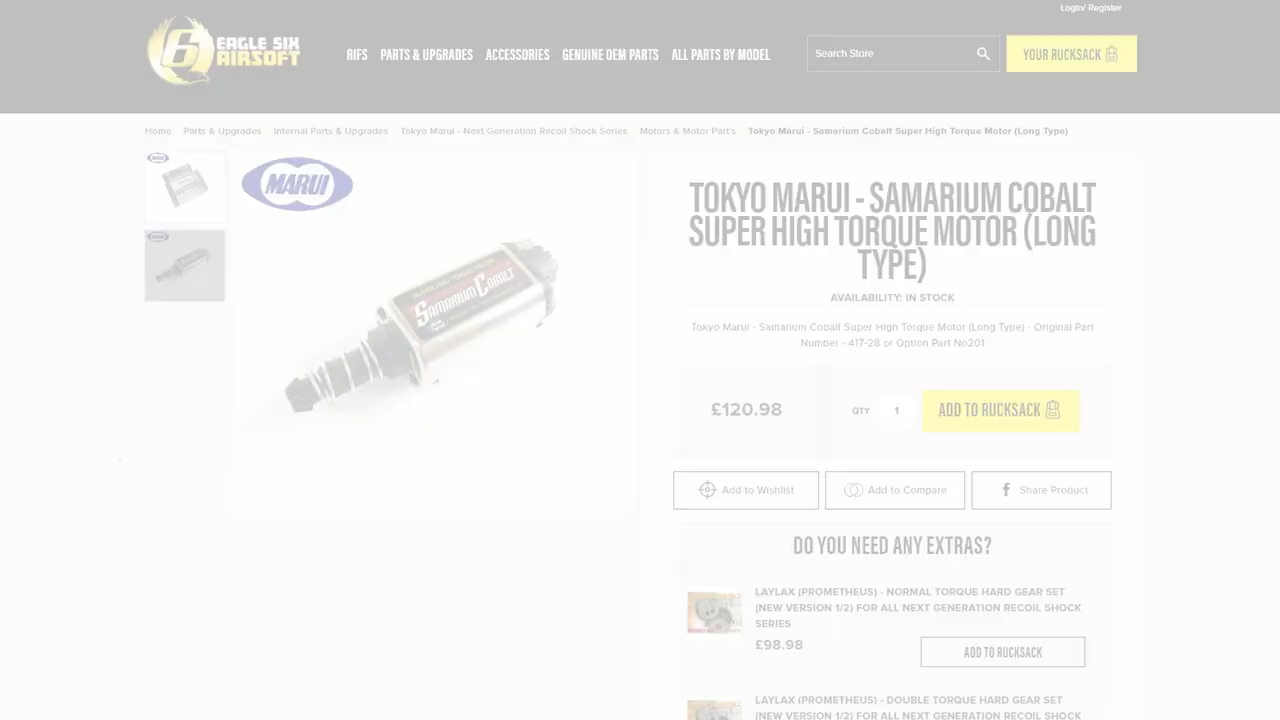 Login/ Register
6
EAGLE SIX
AIRSOFT
RIFS PARTS & UPGRADES ACCESSORIES GENUINE OEM PARTS ALL PARTS BY MODEL
Search Store
YOUR RUCKSACK
Home Parts & Upgrades Internal Parts & Upgrades Tokyo Marui - Next Generation Recoil Shock Series Motors & Motor Part's Tokyo Marui - Samarium Cobalt Super High Torque Motor (Long Type)
MARUI
SUPER HIGH TORQUE MOTOR
SAMARIUM COBALT
TOKYO MARUI - SAMARIUM COBALT
SUPER HIGH TORQUE MOTOR (LONG
TYPE)
AVAILABILITY: IN STOCK
Tokyo Marui - Samarium Cobalt Super High Torque Motor (Long Type) - Original Part
Number - 417-28 or Option Part No201
£120.98
QTY 1
ADD TO RUCKSACK
Add to Wishlist
Add to Compare
Share Product
DO YOU NEED ANY EXTRAS?
LAYLAX (PROMETHEUS) - NORMAL TORQUE HARD GEAR SET
(NEW VERSION 1/2) FOR ALL NEXT GENERATION RECOIL SHOCK
SERIES
£98.98
ADD TO RUCKSACK
LAYLAX (PROMETHEUS) - DOUBLE TORQUE HARD GEAR SET
(NEW VERSION 1/2) FOR ALL NEXT GENERATION RECOIL SHOCK